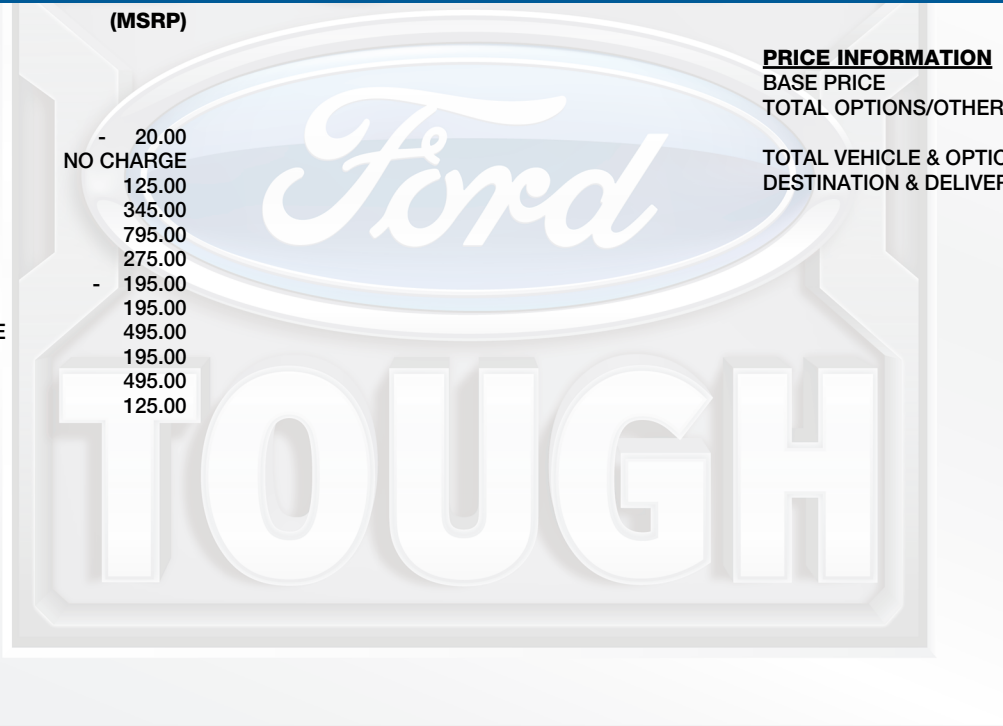 (MSRP)
- 20.00
NO CHARGE
125.00
345.00
795.00
275.00
- 195.00
195.00
E 495.00
195.00
495.00
125.00
PRICE INFORMATION
BASE PRICE
TOTAL OPTIONS/OTHER
TOTAL VEHICLE & OPTIO
DESTINATION & DELIVER
Ford
TOUGH